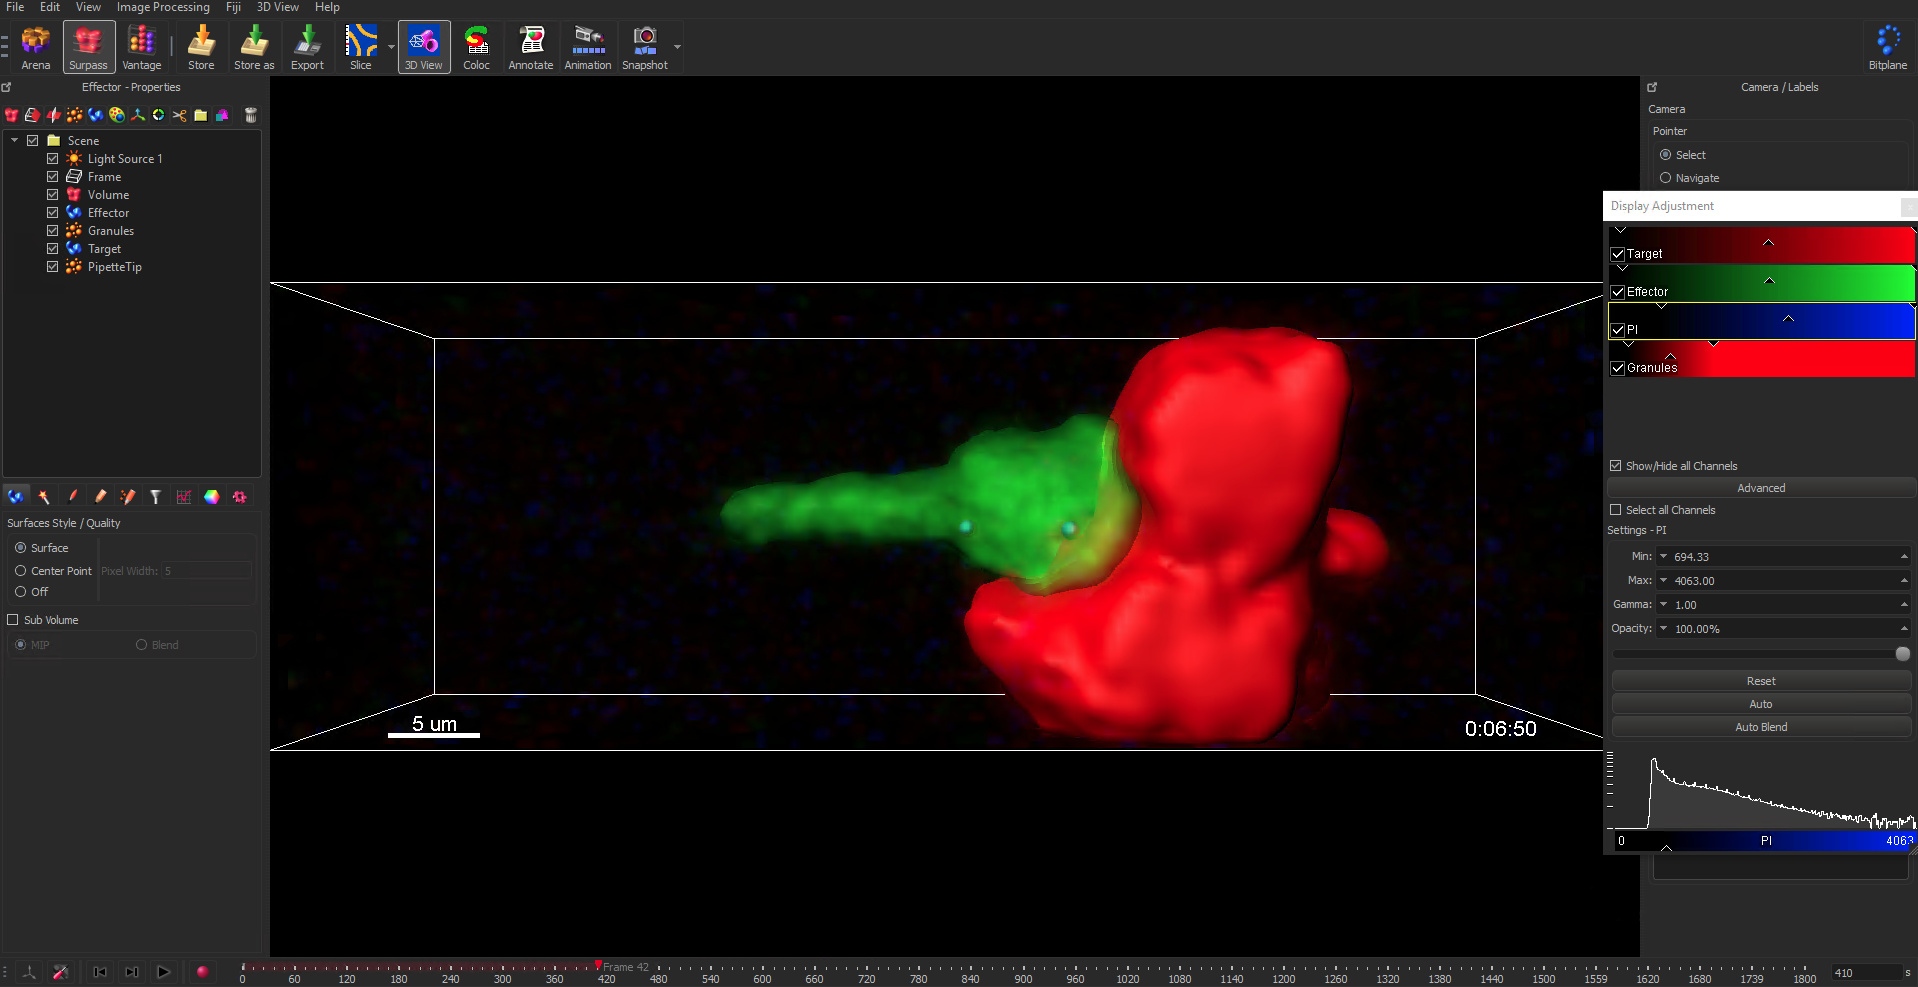 File Edit View Image Processing Fiji 3D View Help
Arena Surpass Vantage Store Store as Export Slice 3D View Coloc Annotate Animation Snapshot Bitplane
Effector - Properties
Scene
Light Source 1
Frame
Volume
Effector
Granules
Target
PipetteTip
Surfaces Style / Quality
Surface
Center Point Pixel Width: 5
Off
Sub Volume
MIP Blend
5 um
0:06:50
Camera / Labels
Camera
Pointer
Select
Navigate
Display Adjustment
Target
Effector
PI
Granules
Show/Hide all Channels
Advanced
Select all Channels
Settings - PI
Min: 694.33
Max: 4063.00
Gamma: 1.00
Opacity: 100.00%
Reset
Auto
Auto Blend
0 PI 4063
Frame 42
0 60 120 180 240 300 360 420 480 540 600 660 720 780 840 900 960 1020 1080 1140 1200 1260 1320 1380 1440 1500 1559 1620 1680 1739 1800
410 s